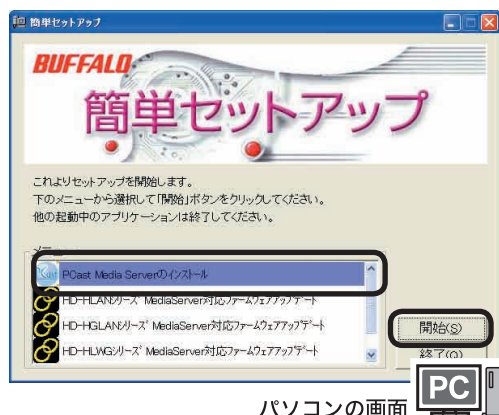 簡単セットアップ
BUFFALO
簡単セットアップ
これよりセットアップを開始します。
下のメニューから選択して「開始」ボタンをクリックしてください。
他の起動中のアプリケーションは終了してください。
メニュー
PCast Media Serverのインストール
HD-HLANシリーズ MediaServer対応ファームウェアアップデート
HD-HGLANシリーズ MediaServer対応ファームウェアアップデート
HD-HLWGシリーズ MediaServer対応ファームウェアアップデート
開始(S)
終了(Q)
パソコンの画面
PC